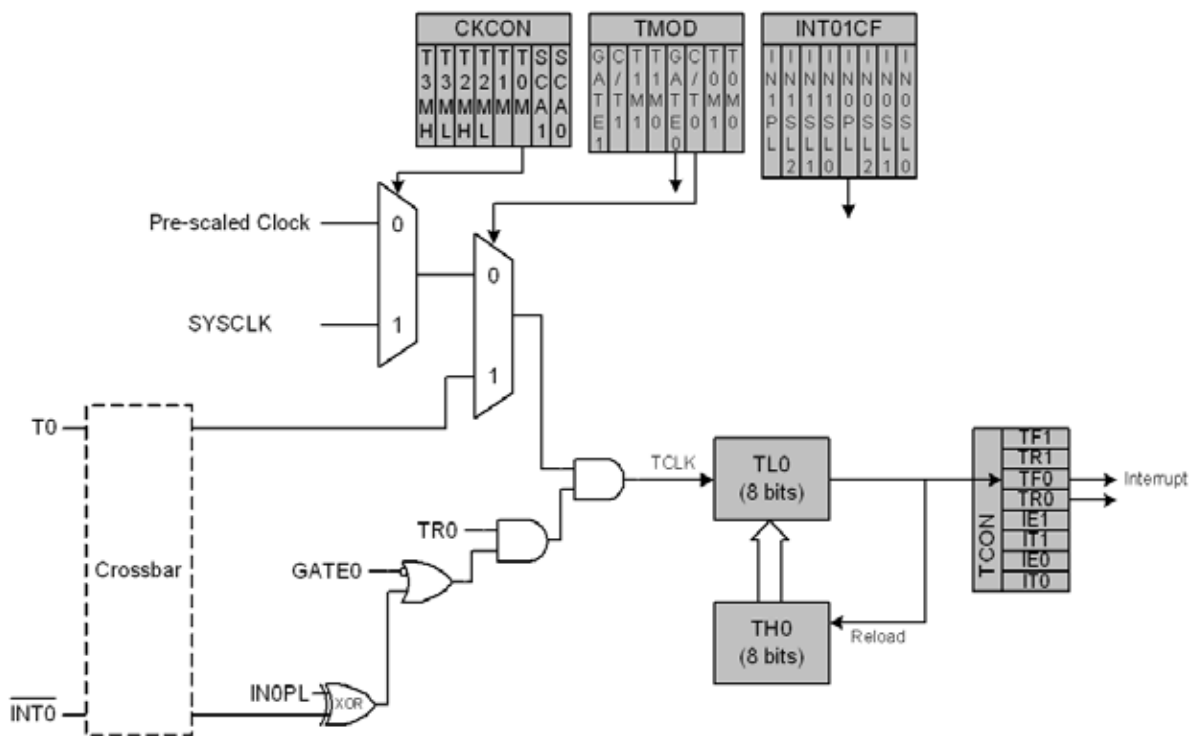 CKCON
T3MH T3ML T2MH T2ML T1M T0M SCA1 SCA0
TMOD
GATE1 C/T1 T1M1 T1M0 GATE0 C/T0 T0M1 T0M0
INT01CF
IN1PL IN1SL2 IN1SL1 IN1SL0 IN0PL IN0SL2 IN0SL1 IN0SL0
Pre-scaled Clock
0
SYSCLK
1
0
1
T0
Crossbar
INT0
TR0
GATE0
IN0PL
XOR
TCLK
TL0
(8 bits)
TH0
(8 bits)
Reload
TCON
TF1
TR1
TF0
TR0
IE1
IT1
IE0
IT0
Interrupt